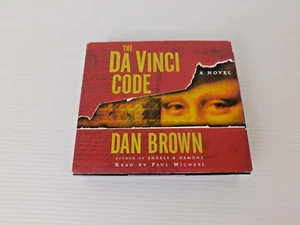 THE
DA VINCI
CODE
A NOVEL
DAN BROWN
AUTHOR OF ANGELS & DEMONS
READ BY PAUL MICHAEL